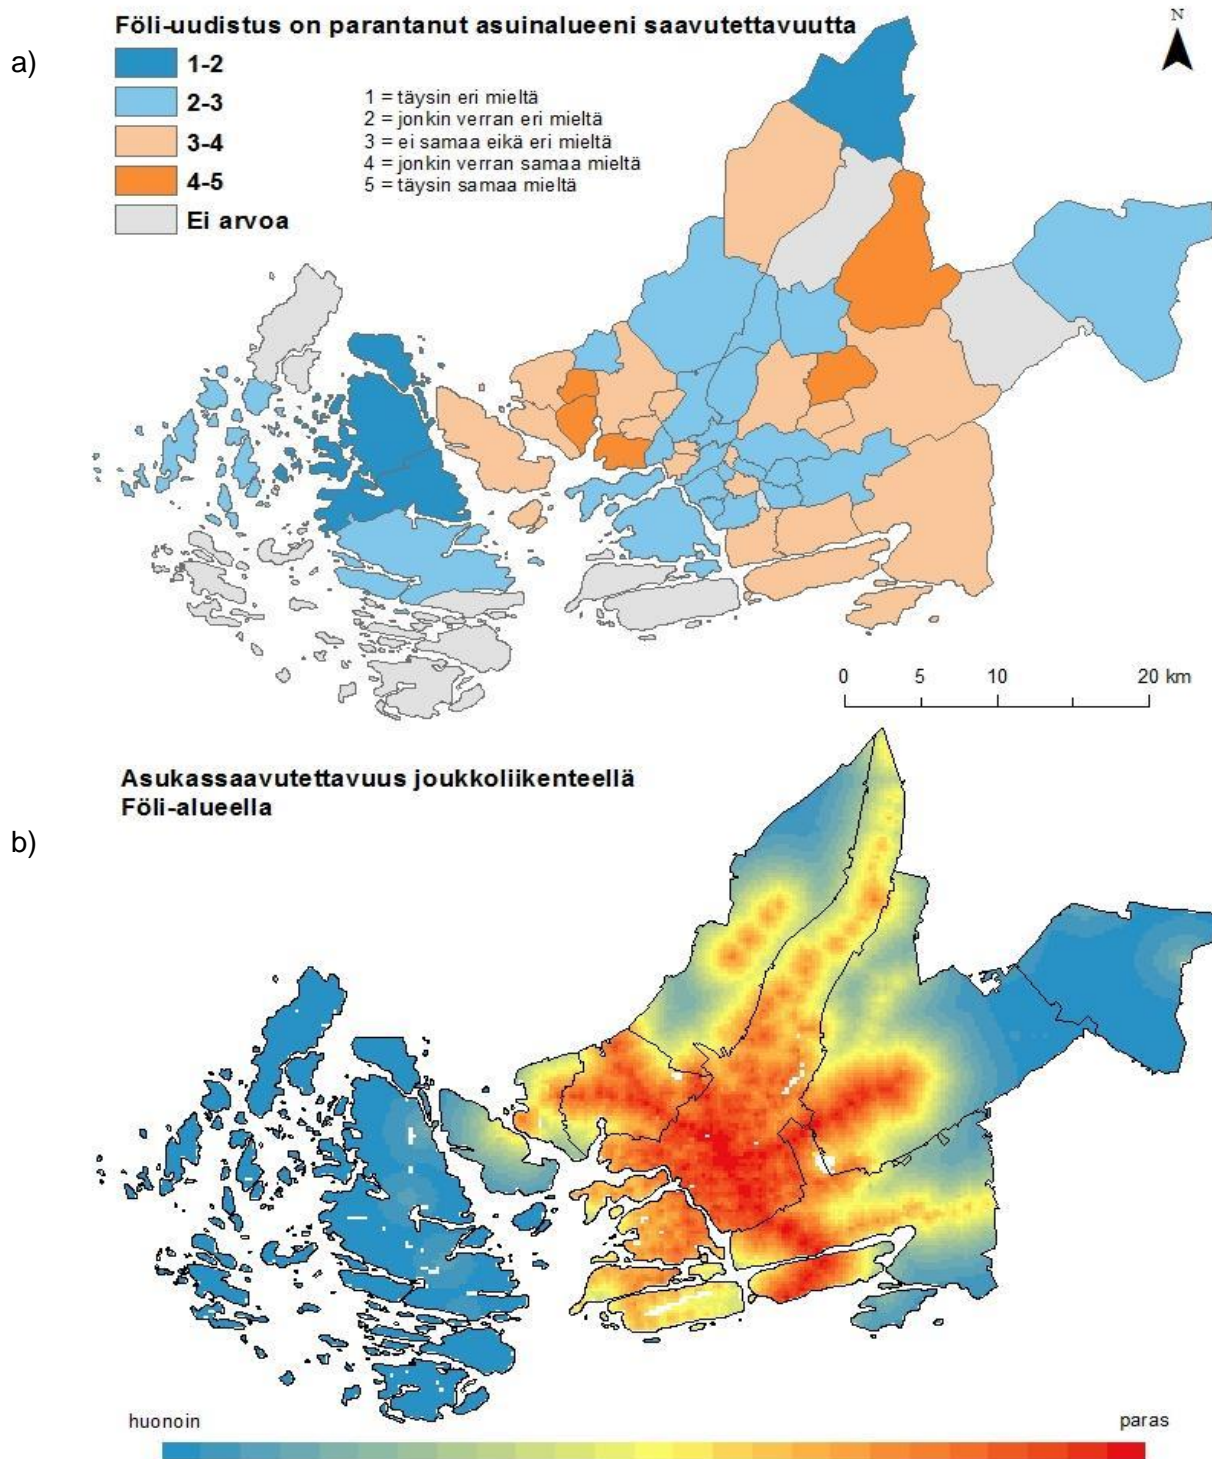 a)
Föli-uudistus on parantanut asuinalueeni saavutettavuutta
N
1-2
2-3
3-4
4-5
Ei arvoa
1 = täysin eri mieltä
2 = jonkin verran eri mieltä
3 = ei samaa eikä eri mieltä
4 = jonkin verran samaa mieltä
5 = täysin samaa mieltä
0 5 10 20 km
b)
Asukassaavutettavuus joukkoliikenteellä
Föli-alueella
huonoin paras